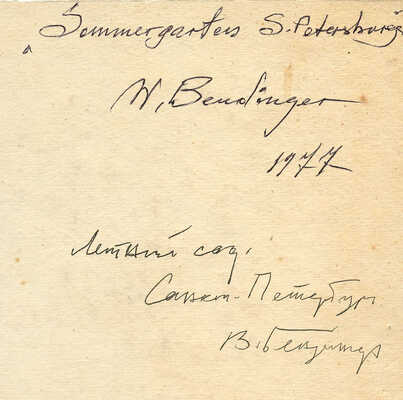 „Sommergarten S. Petersburg
W. Bendinger
1977
Летний сад.
Санкт-Петербург
В. Бендингер